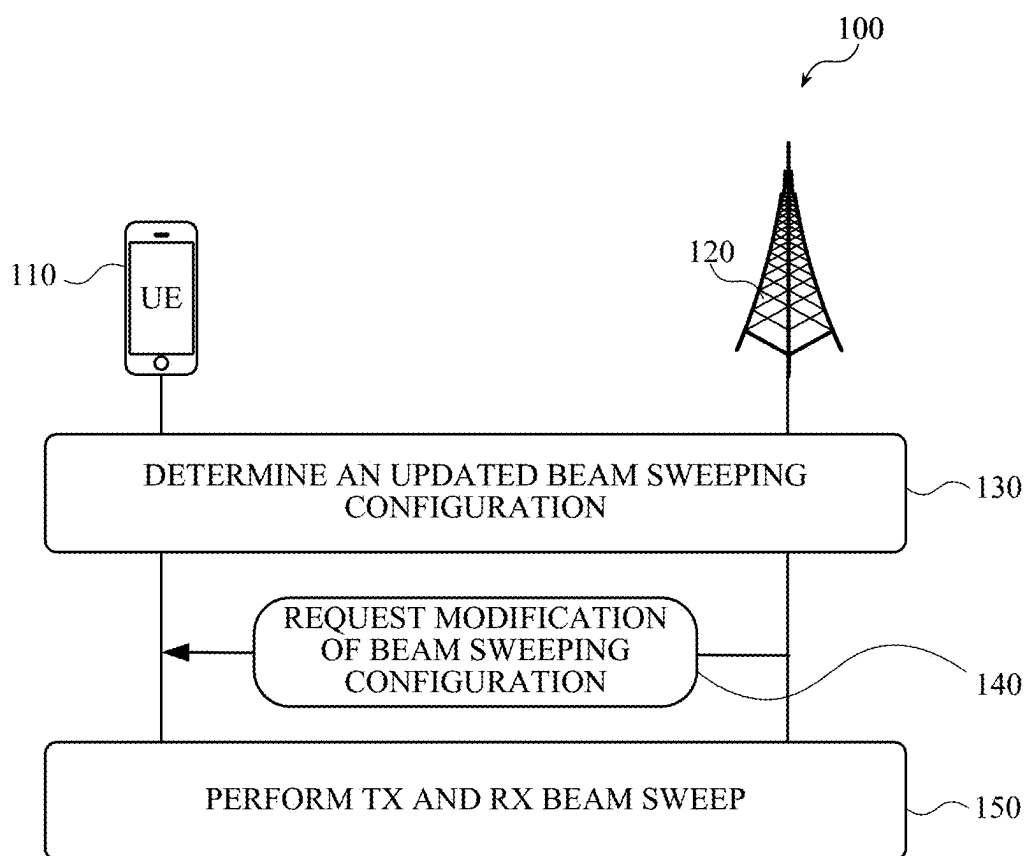 100
110
UE
120
DETERMINE AN UPDATED BEAM SWEEPING
CONFIGURATION
130
REQUEST MODIFICATION
OF BEAM SWEEPING
CONFIGURATION
140
PERFORM TX AND RX BEAM SWEEP
150